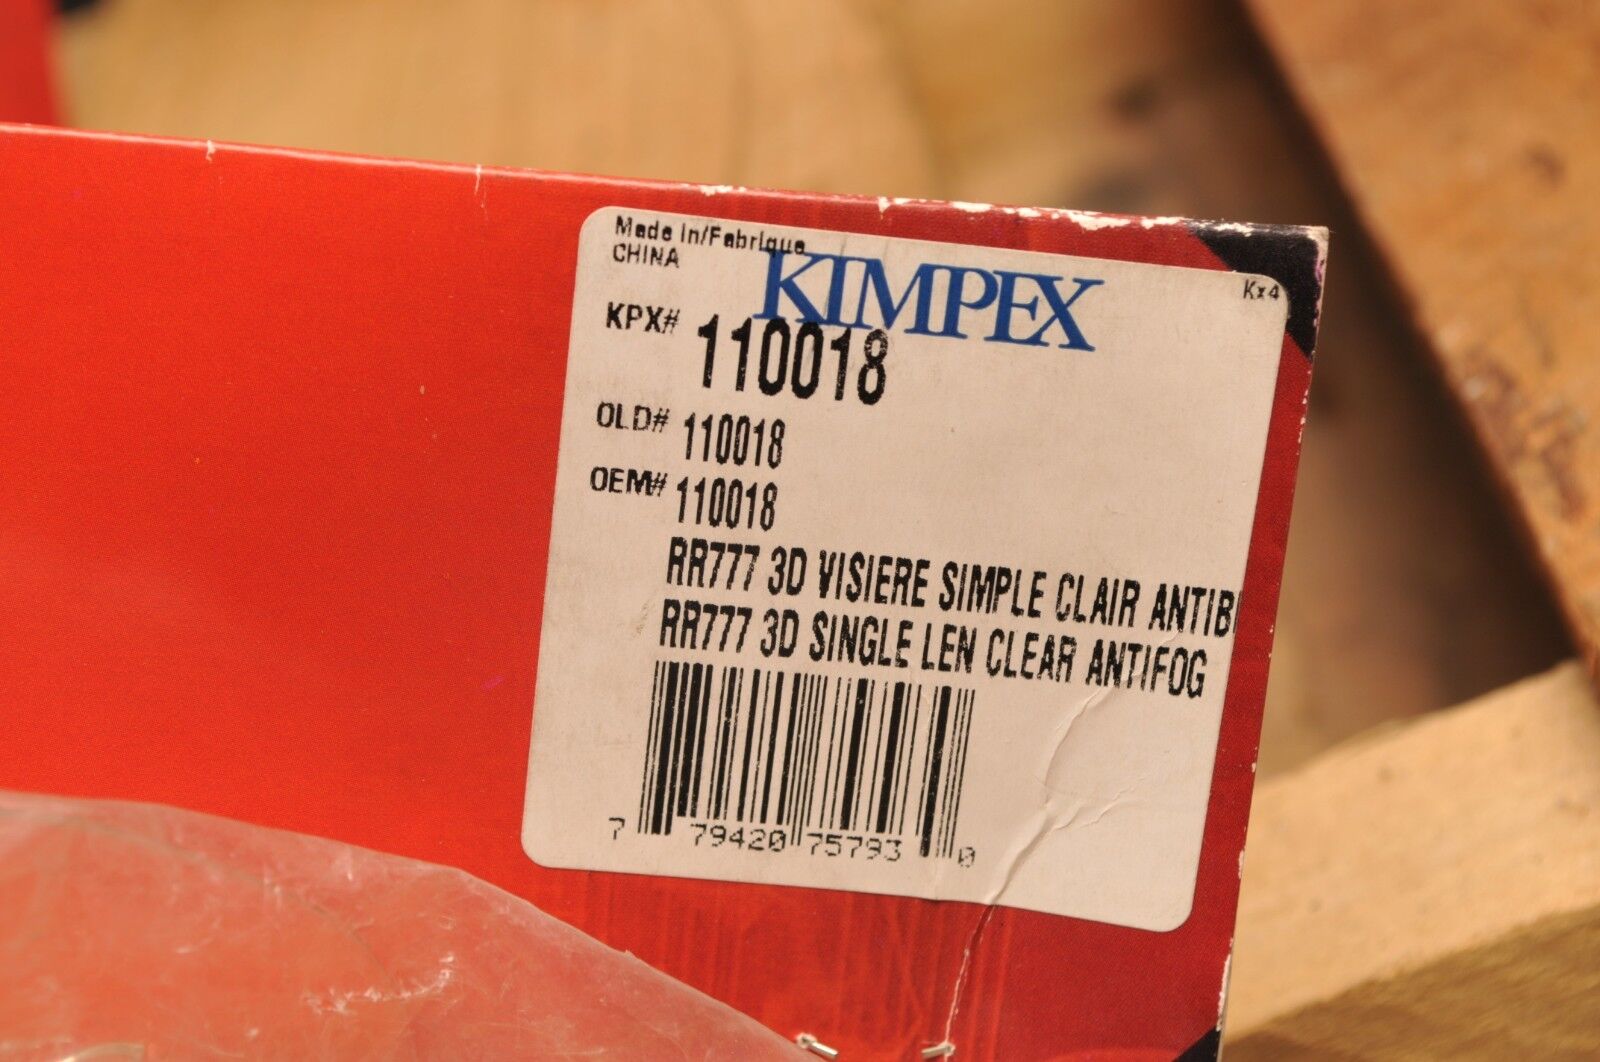 Made in/Fabrique
CHINA
KIMPEX
Kx4
KPX# 110018
OLD# 110018
OEM# 110018
RR777 3D VISIERE SIMPLE CLAIR ANTIB
RR777 3D SINGLE LEN CLEAR ANTIFOG
7 79420 75793 0